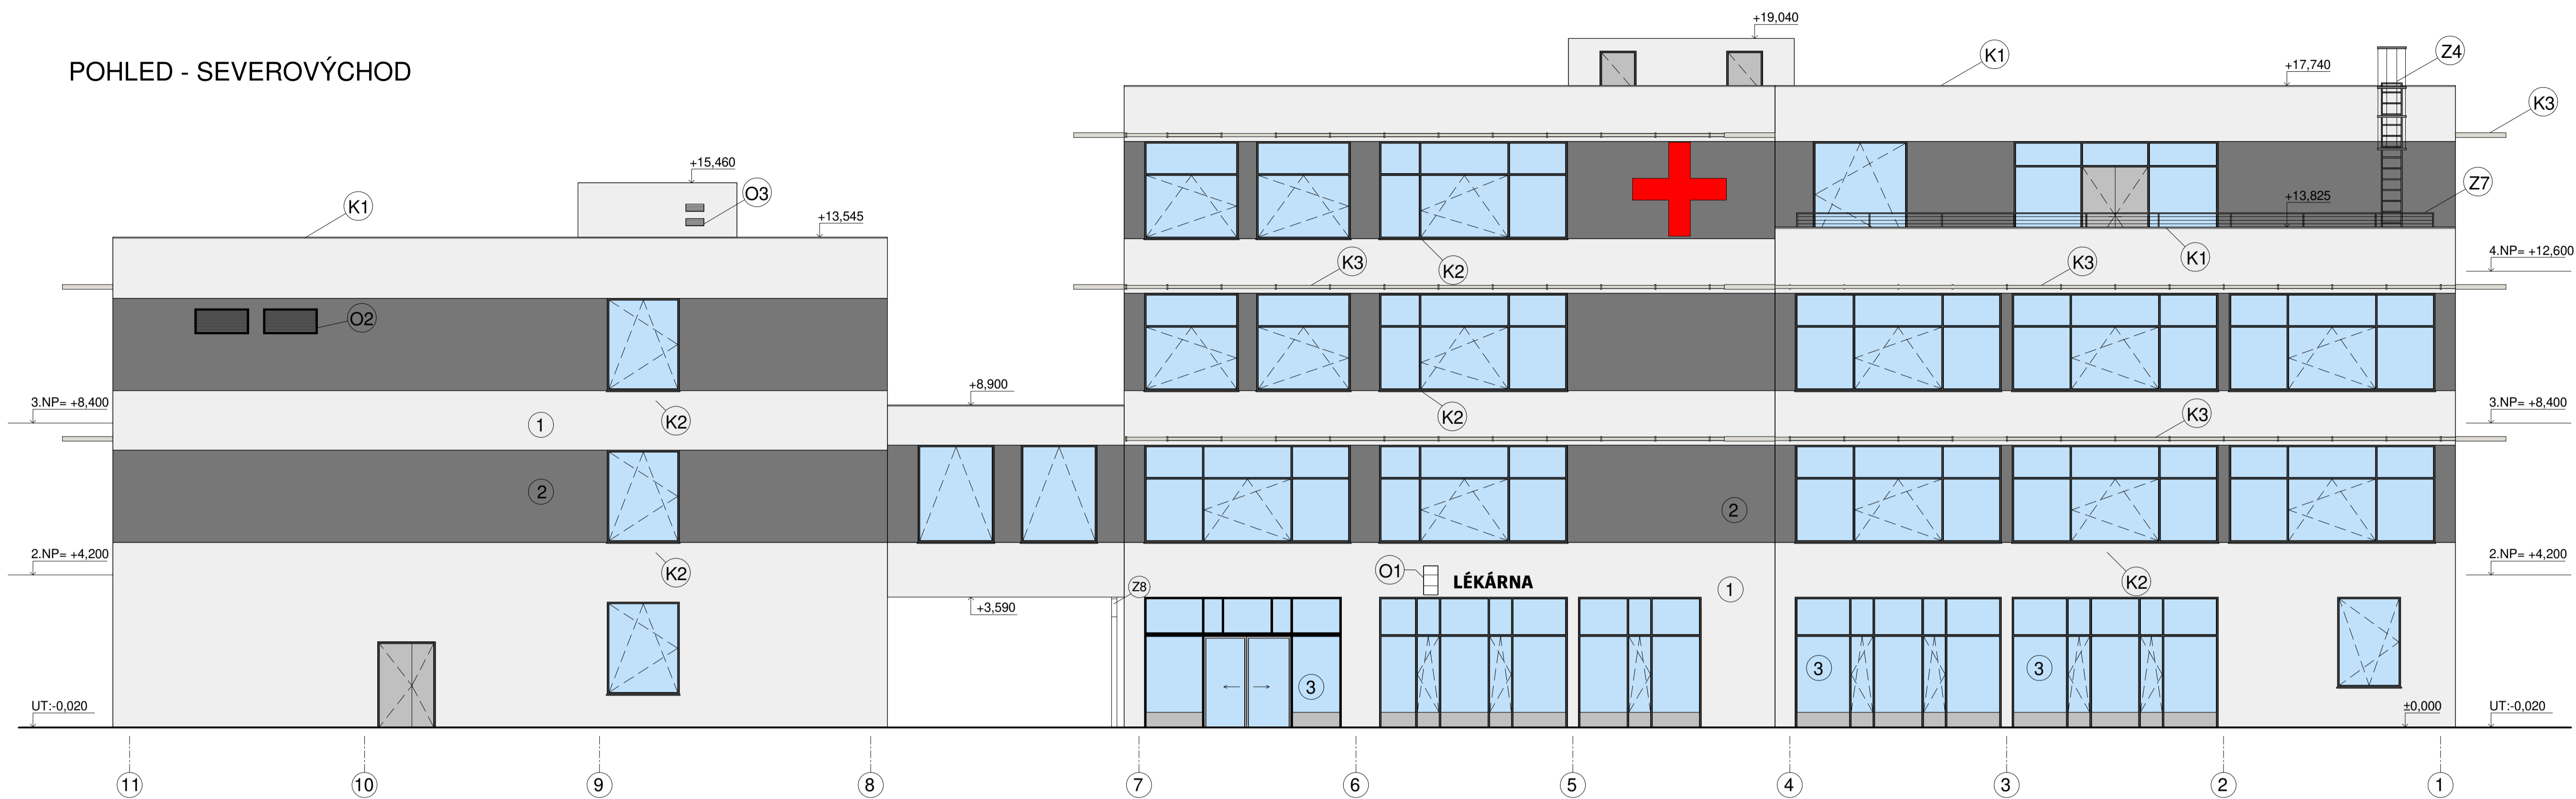 POHLED - SEVEROVÝCHOD
+19,040
K1
+17,740
Z4
K3
+15,460
O3
Z7
K1
+13,545
+13,825
K3
K2
K3
K1
4.NP= +12,600
O2
+8,900
3.NP= +8,400
1
K2
K2
K3
3.NP= +8,400
2
2
2.NP= +4,200
K2
O1
LÉKÁRNA
1
K2
2.NP= +4,200
Z8
+3,590
3
3
3
UT:-0,020
±0,000
UT:-0,020
11
10
9
8
7
6
5
4
3
2
1